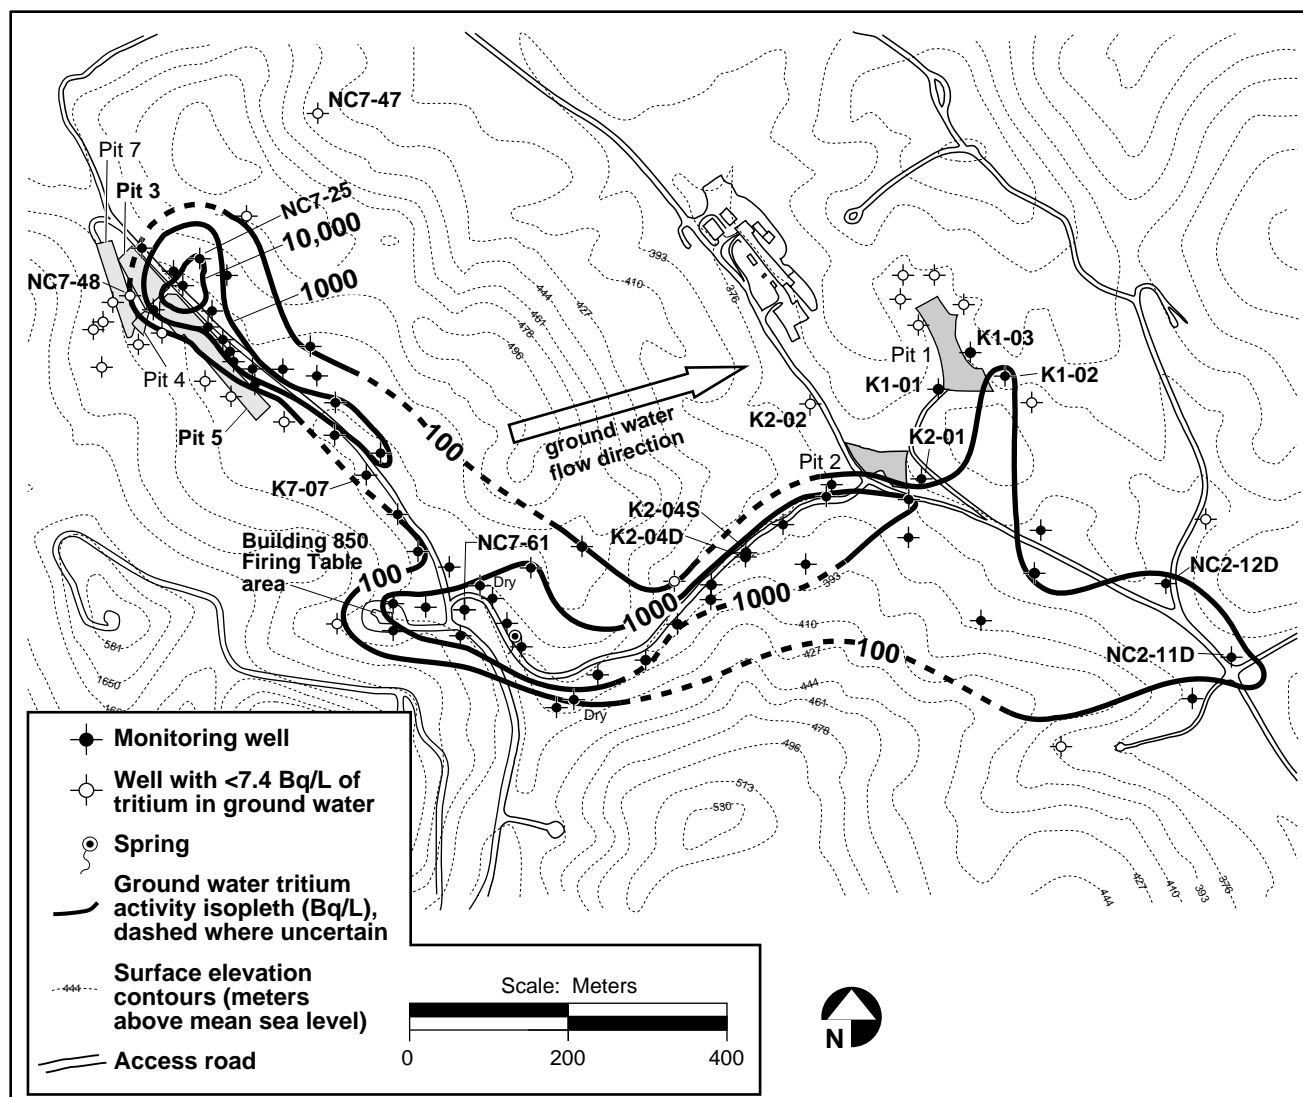 NC7-47
Pit 7
Pit 3
NC7-25
10,000
1000
NC7-48
Pit 4
Pit 5
K7-07
393
410
427
444
461
478
496
376
ground water
flow direction
100
Pit 1
K1-03
K1-02
K1-01
K2-02
K2-01
Pit 2
K2-04S
K2-04D
NC7-61
Building 850
Firing Table
area
100
Dry
1000
1000
393
410
427
444
461
478
496
513
530
100
NC2-12D
NC2-11D
Dry
581
1650
444
427
410
393
376
Monitoring well
Well with <7.4 Bq/L of
tritium in ground water
Spring
Ground water tritium
activity isopleth (Bq/L),
dashed where uncertain
444
Surface elevation
contours (meters
above mean sea level)
Access road
Scale: Meters
0
200
400
N